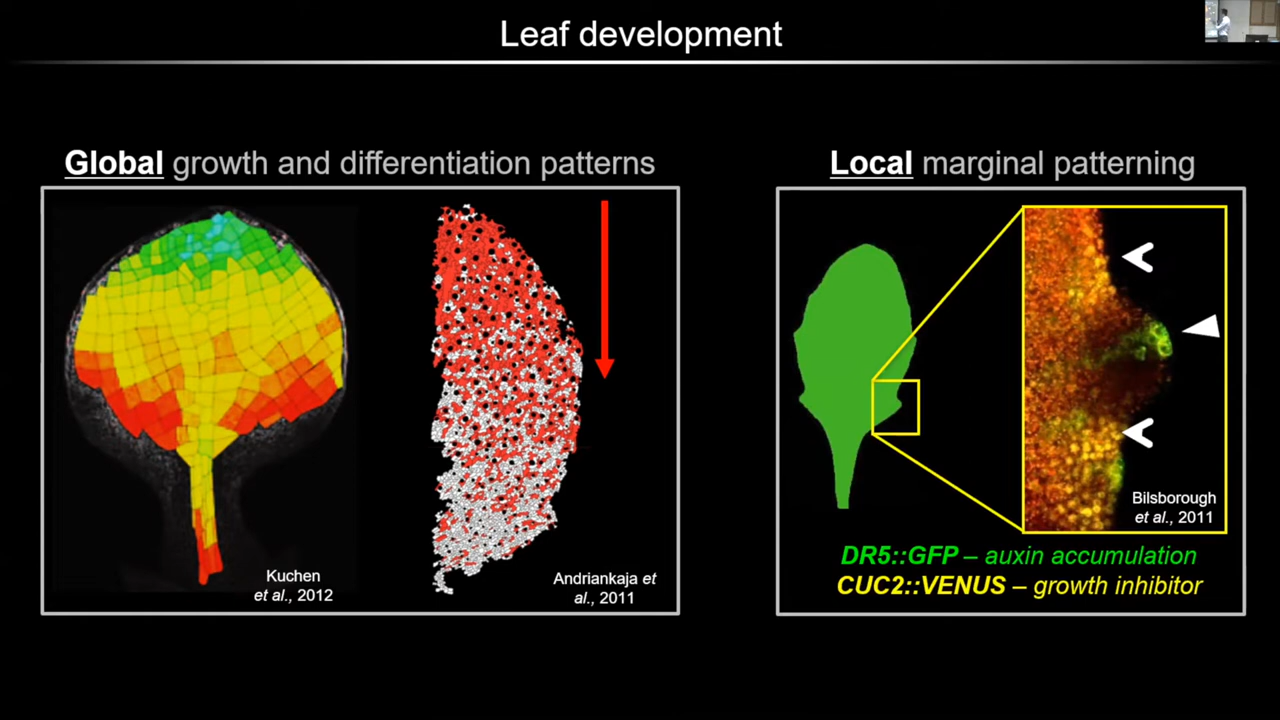 Leaf development
Global growth and differentiation patterns
Kuchen
et al., 2012
Andriankaja et
al., 2011
Local marginal patterning
Bilsborough
et al., 2011
DR5::GFP – auxin accumulation
CUC2::VENUS – growth inhibitor